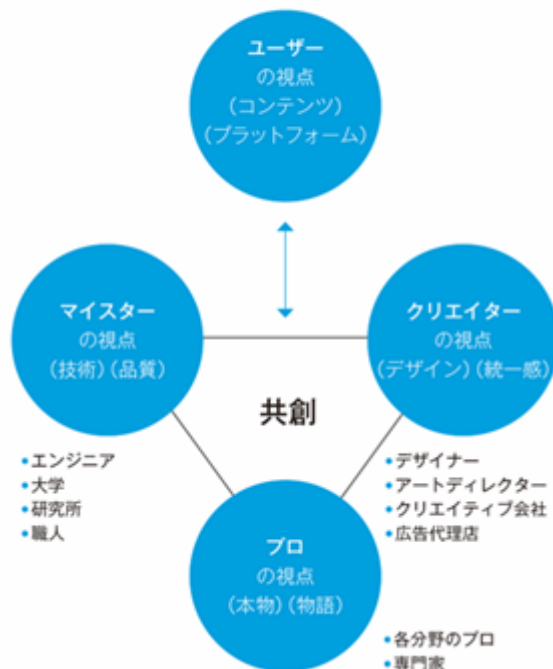 ユーザー
の視点
(コンテンツ)
(プラットフォーム)
マイスター
の視点
(技術)(品質)
クリエイター
の視点
(デザイン)(統一感)
共創
•エンジニア
•大学
•研究所
•職人
•デザイナー
•アートディレクター
•クリエイティブ会社
•広告代理店
プロ
の視点
(本物)(物語)
•各分野のプロ
•専門家